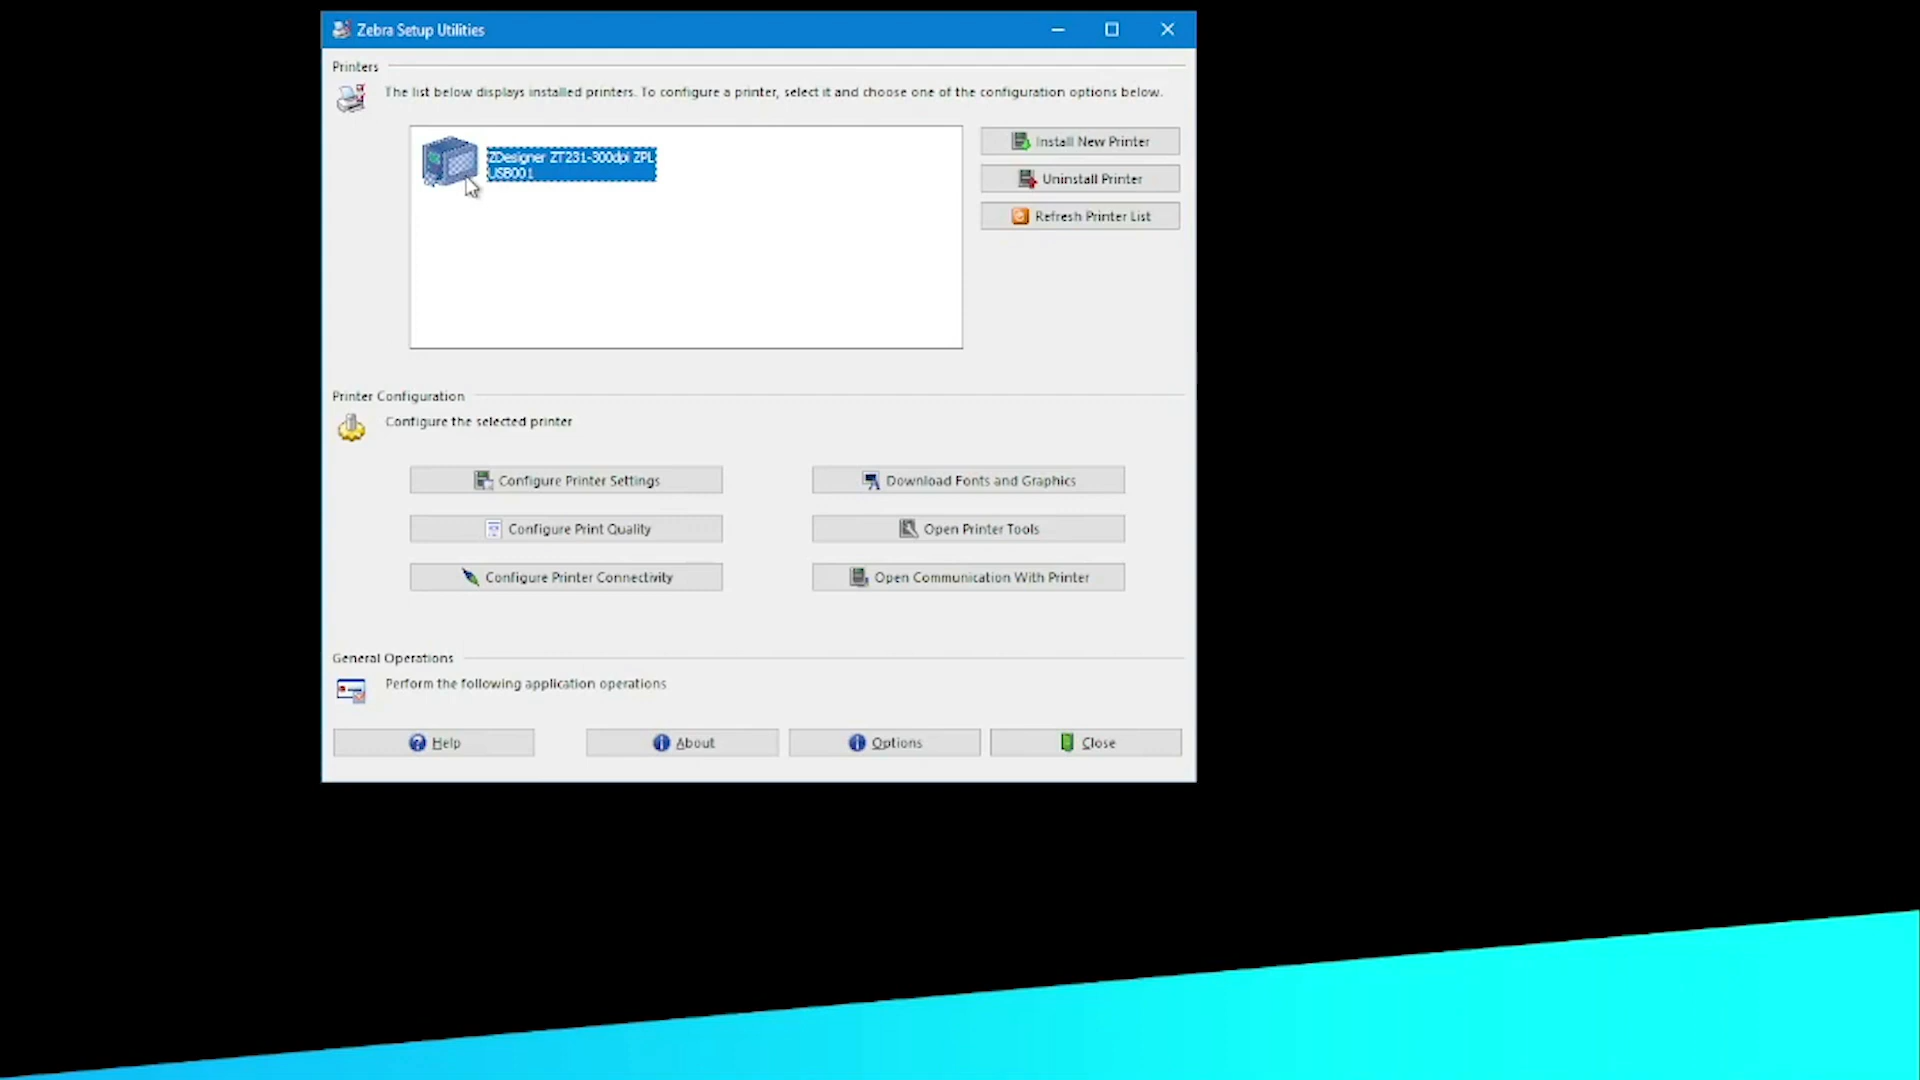 Zebra Setup Utilities
Printers
The list below displays installed printers. To configure a printer, select it and choose one of the configuration options below.
ZDesigner ZT231-300dpi ZPL
USB001
Install New Printer
Uninstall Printer
Refresh Printer List
Printer Configuration
Configure the selected printer
Configure Printer Settings
Download Fonts and Graphics
Configure Print Quality
Open Printer Tools
Configure Printer Connectivity
Open Communication With Printer
General Operations
Perform the following application operations
Help
About
Options
Close